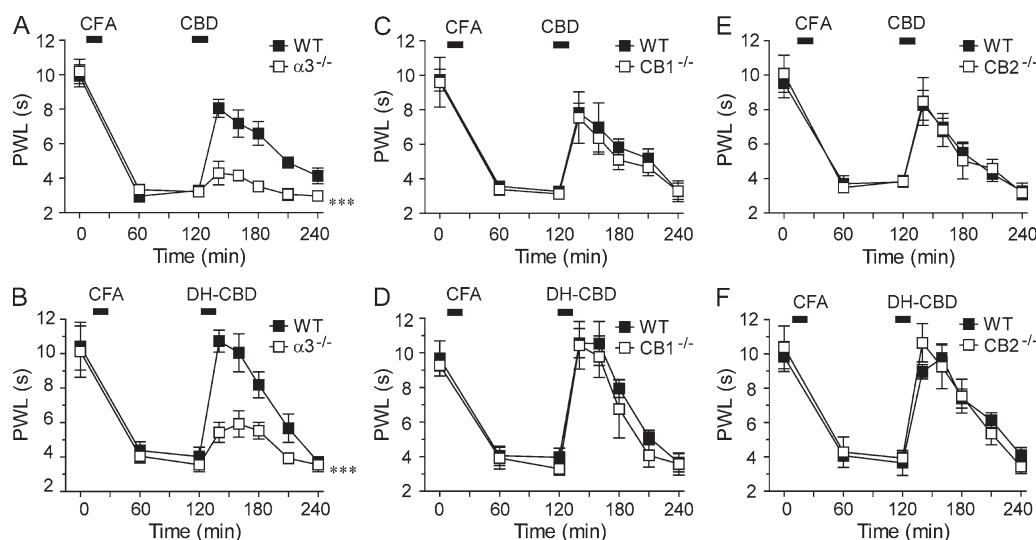 A
CFA CBD
WT
α3-/-
PWL (s)
12
10
8
6
4
2
***
0 60 120 180 240
Time (min)
C
CFA CBD
WT
CB1-/-
PWL (s)
12
10
8
6
4
2
0 60 120 180 240
Time (min)
E
CFA CBD
WT
CB2-/-
PWL (s)
12
10
8
6
4
2
0 60 120 180 240
Time (min)
B
CFA DH-CBD
WT
α3-/-
PWL (s)
12
10
8
6
4
2
***
0 60 120 180 240
Time (min)
D
CFA DH-CBD
WT
CB1-/-
PWL (s)
12
10
8
6
4
2
0 60 120 180 240
Time (min)
F
CFA DH-CBD
WT
CB2-/-
PWL (s)
12
10
8
6
4
2
0 60 120 180 240
Time (min)